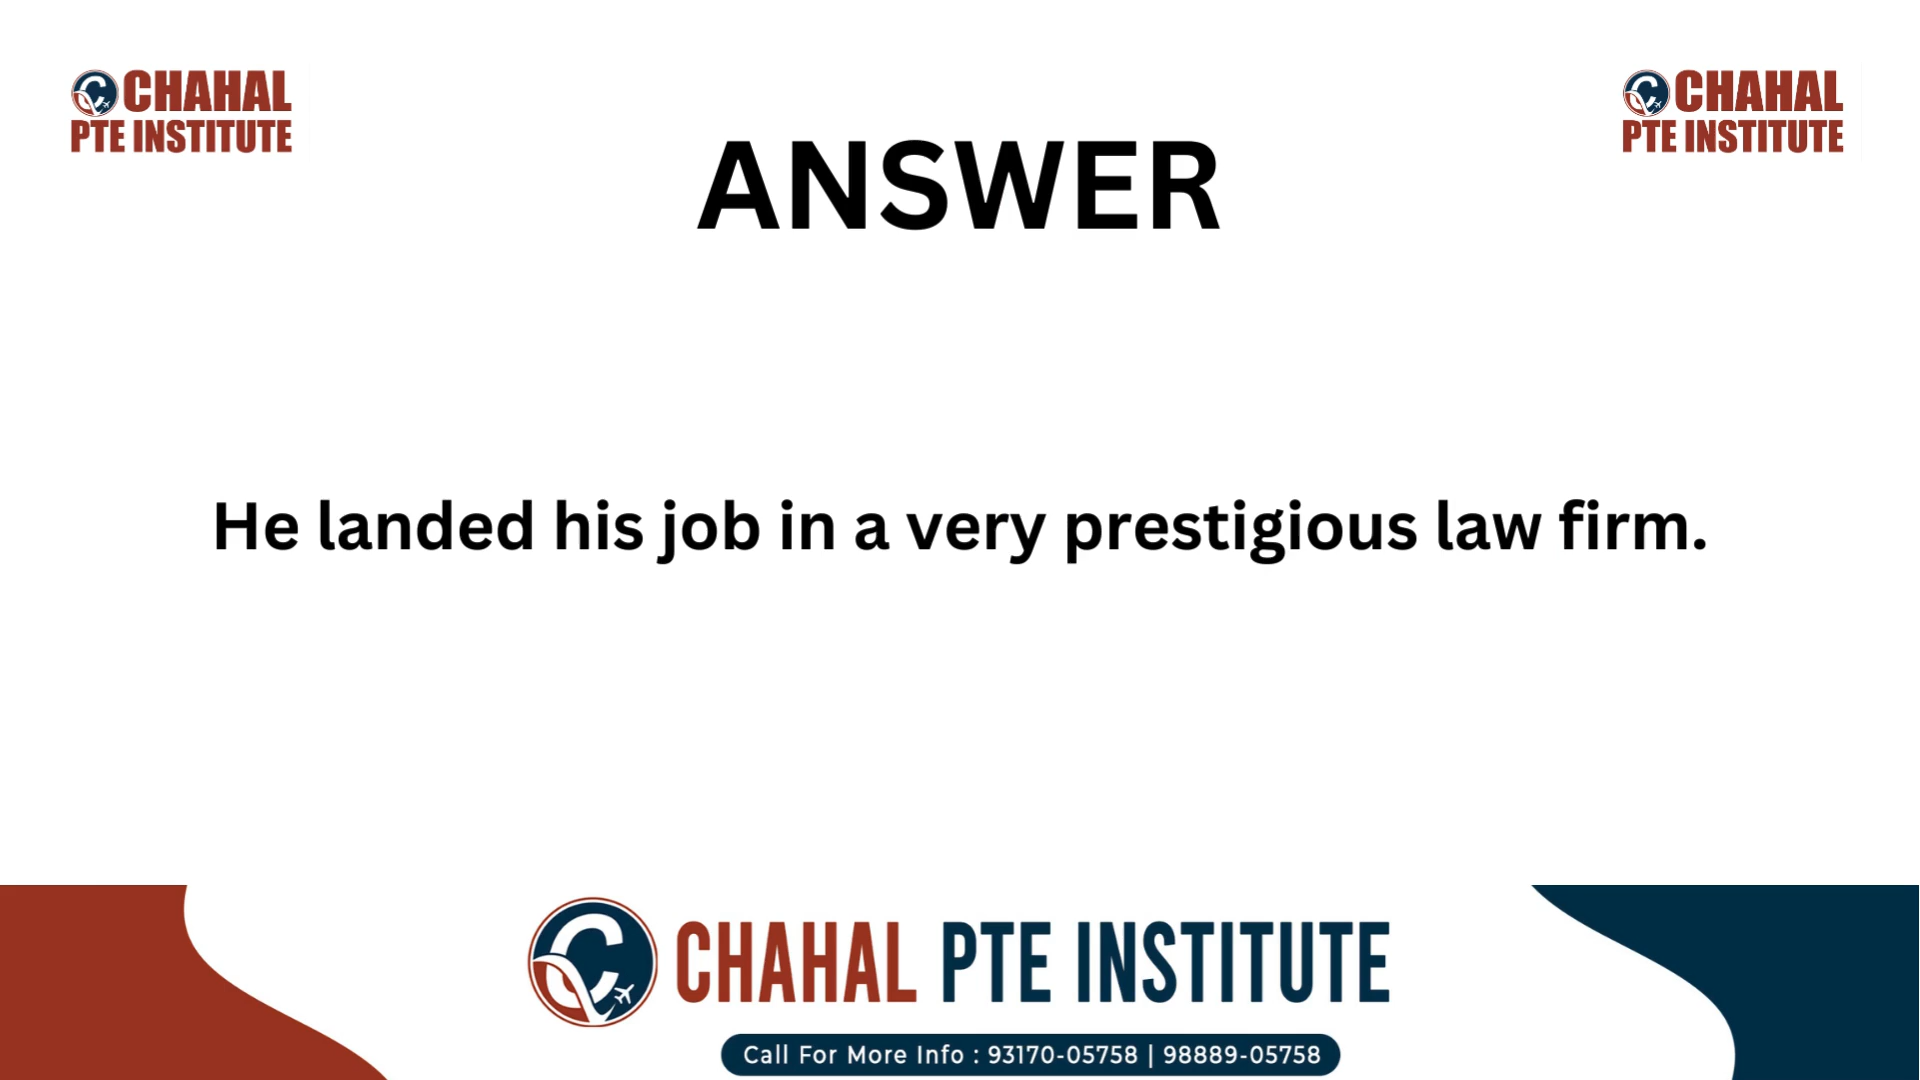 CHAHAL
PTE INSTITUTE
CHAHAL
PTE INSTITUTE
ANSWER
He landed his job in a very prestigious law firm.
CHAHAL PTE INSTITUTE
Call For More Info : 93170-05758 | 98889-05758